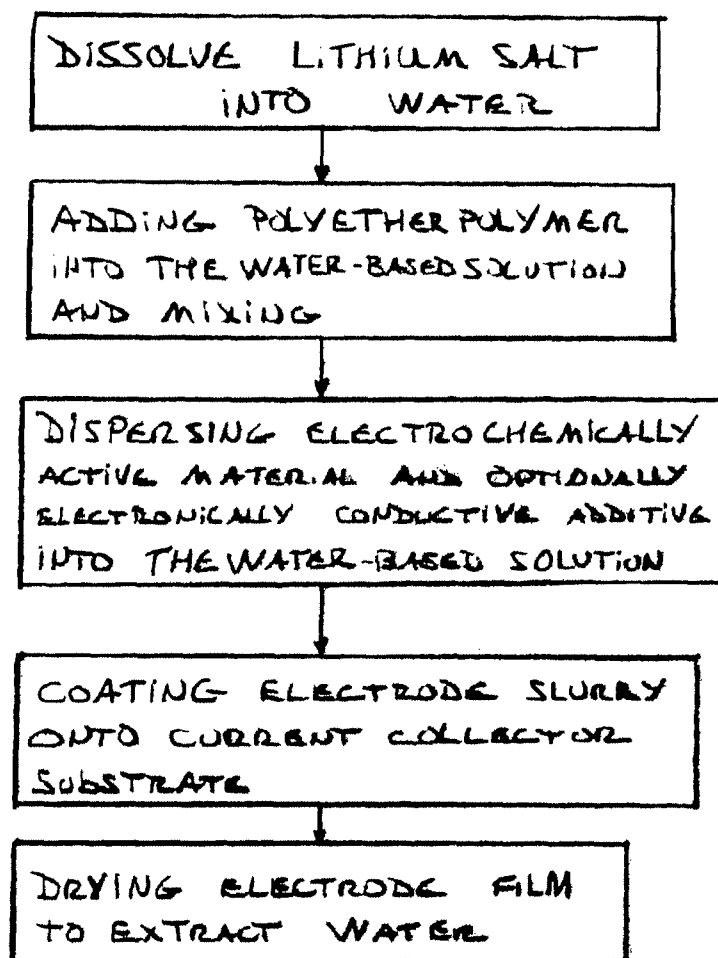 DISSOLVE LITHIUM SALT
INTO WATER
ADDING POLYETHER POLYMER
INTO THE WATER-BASED SOLUTION
AND MIXING
DISPERSING ELECTROCHEMICALLY
ACTIVE MATERIAL AND OPTIONALLY
ELECTRONICALLY CONDUCTIVE ADDITIVE
INTO THE WATER-BASED SOLUTION
COATING ELECTRODE SLURRY
ONTO CURRENT COLLECTOR
SUBSTRATE
DRYING ELECTRODE FILM
TO EXTRACT WATER